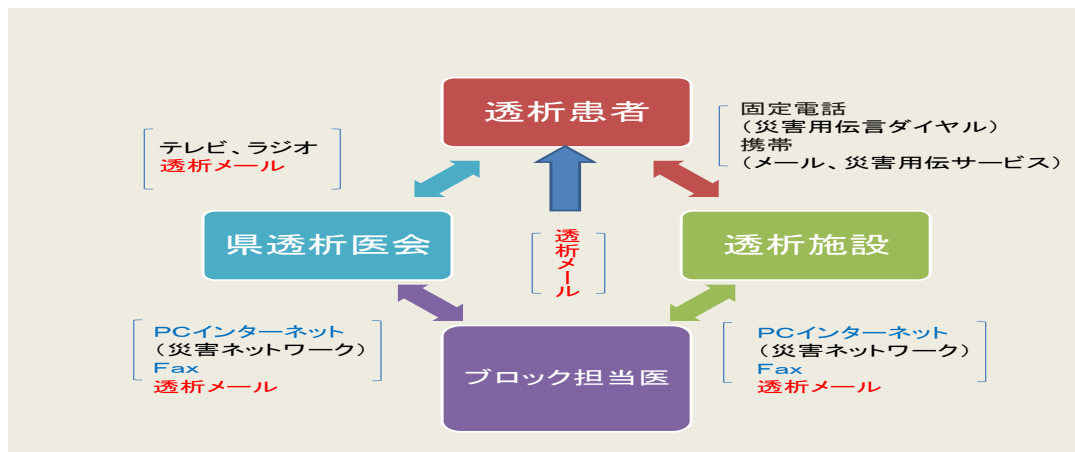 透析患者
固定電話
(災害用伝言ダイヤル)
携帯
(メール、災害用伝サービス)
テレビ、ラジオ
透析メール
県透析医会
透析メール
透析施設
PCインターネット
(災害ネットワーク)
Fax
透析メール
ブロック担当医
PCインターネット
(災害ネットワーク)
Fax
透析メール